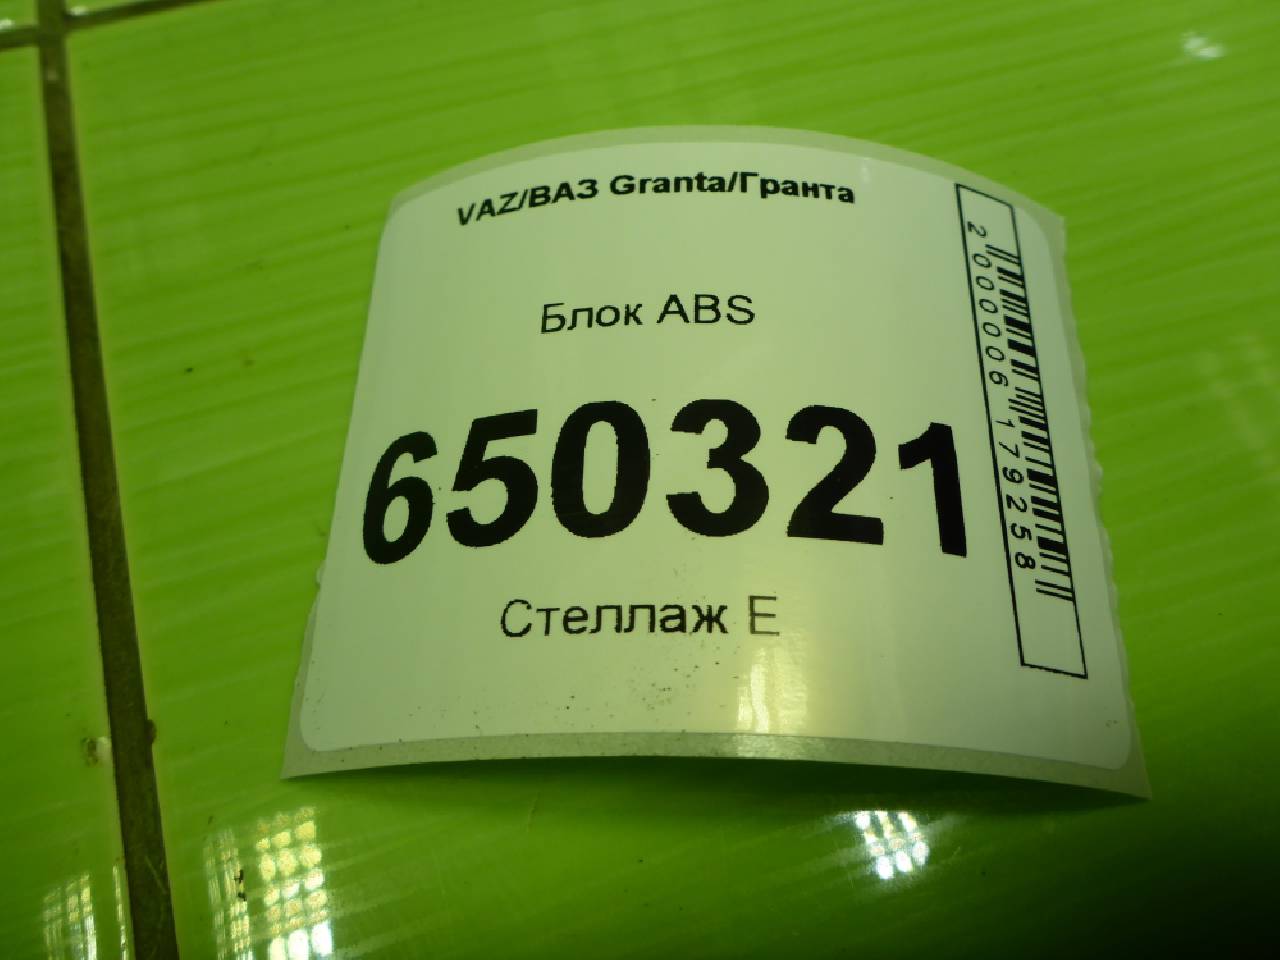 VAZ/ВАЗ Granta/Гранта
Блок ABS
650321
Стеллаж Е
2000006179258